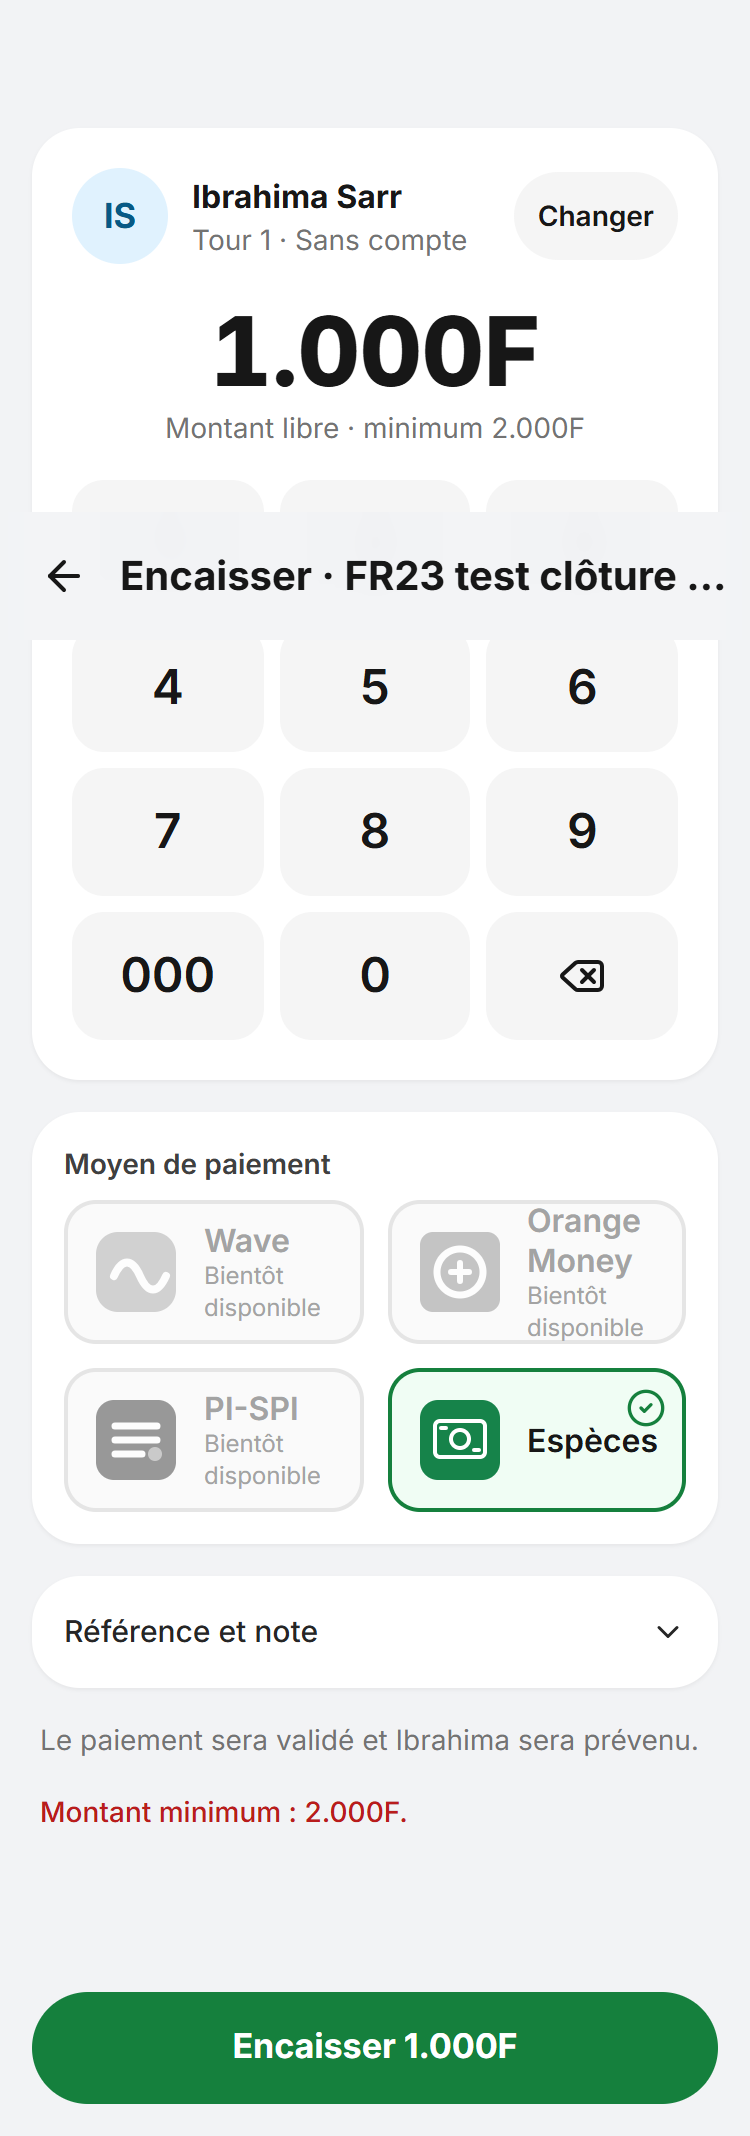 IS
Ibrahima Sarr
Tour 1 · Sans compte
Changer
1.000F
Montant libre · minimum 2.000F
Encaisser · FR23 test clôture ...
4 5 6
7 8 9
000 0
Moyen de paiement
Wave
Bientôt
disponible
Orange
Money
Bientôt
disponible
PI-SPI
Bientôt
disponible
Espèces
Référence et note
Le paiement sera validé et Ibrahima sera prévenu.
Montant minimum : 2.000F.
Encaisser 1.000F